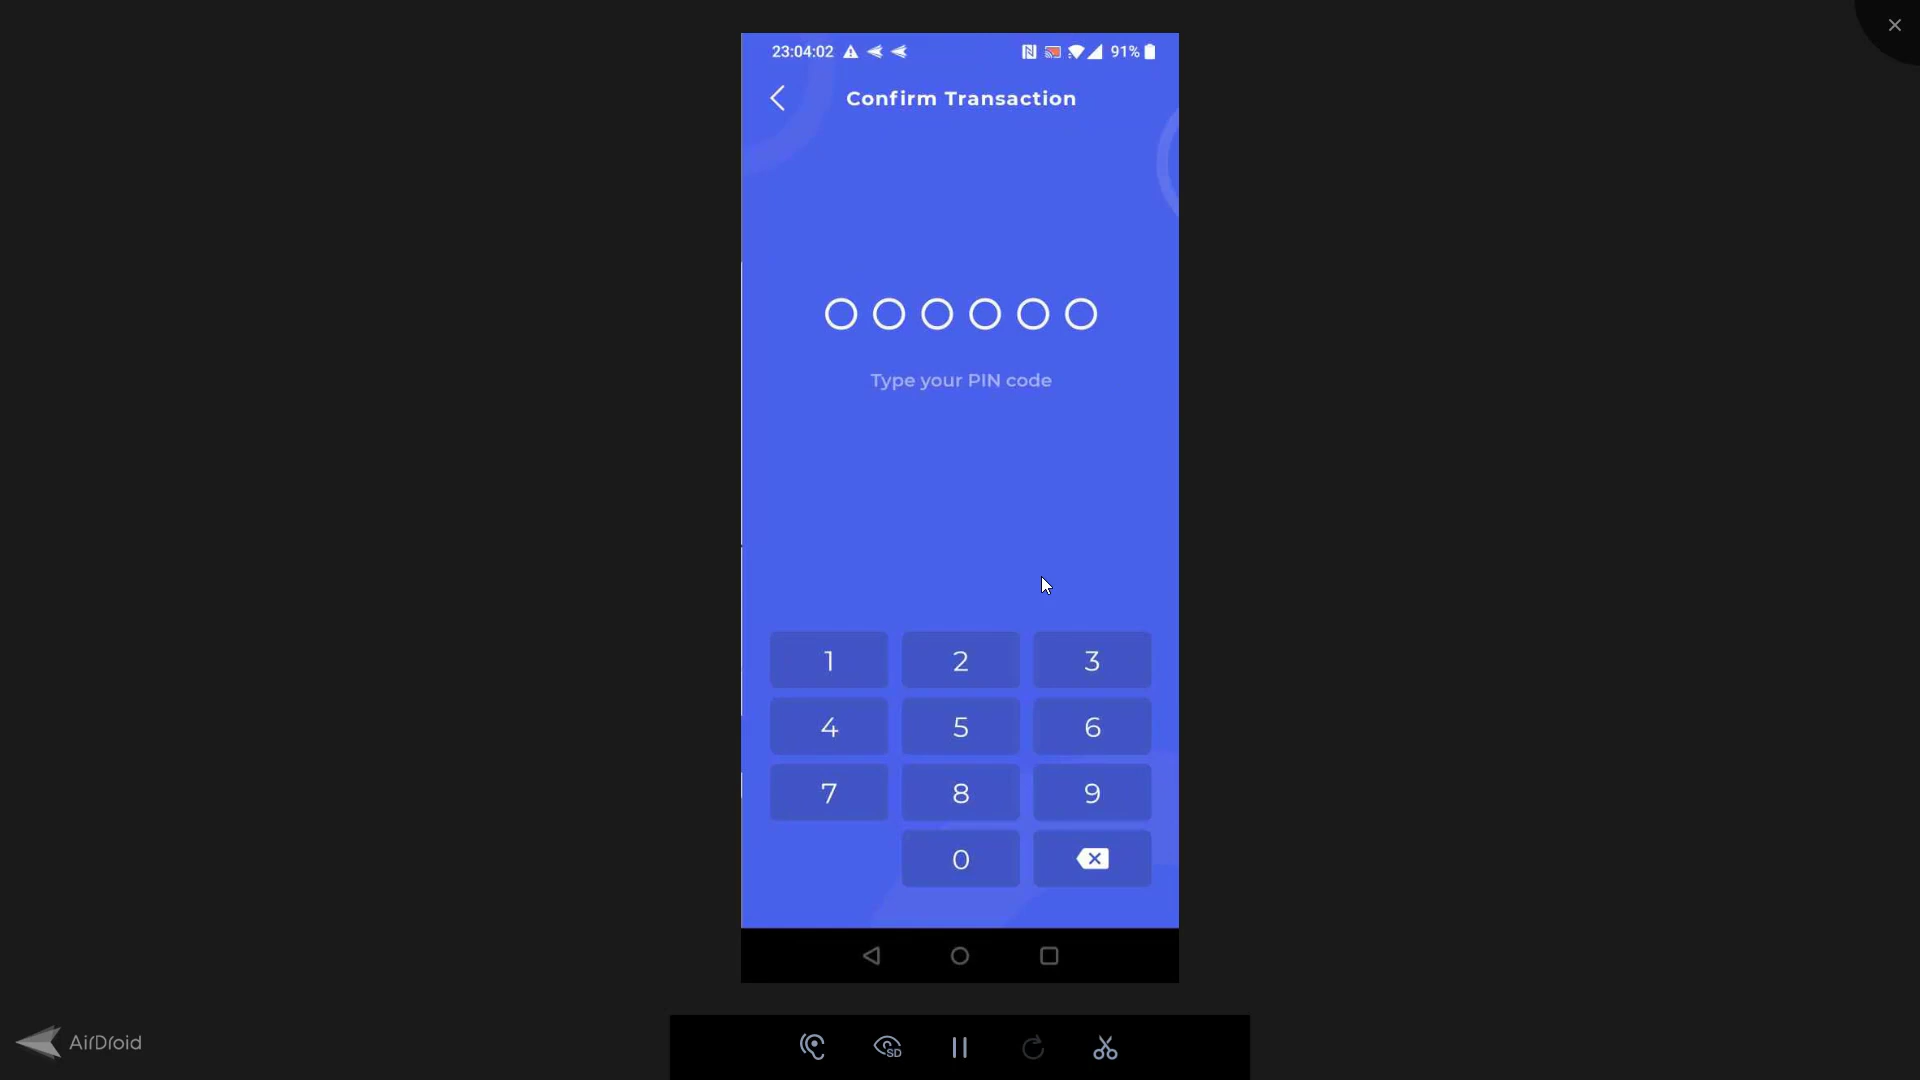 23:04:02 91%
Confirm Transaction
Type your PIN code
1 2 3
4 5 6
7 8 9
0
SD
AirDroid